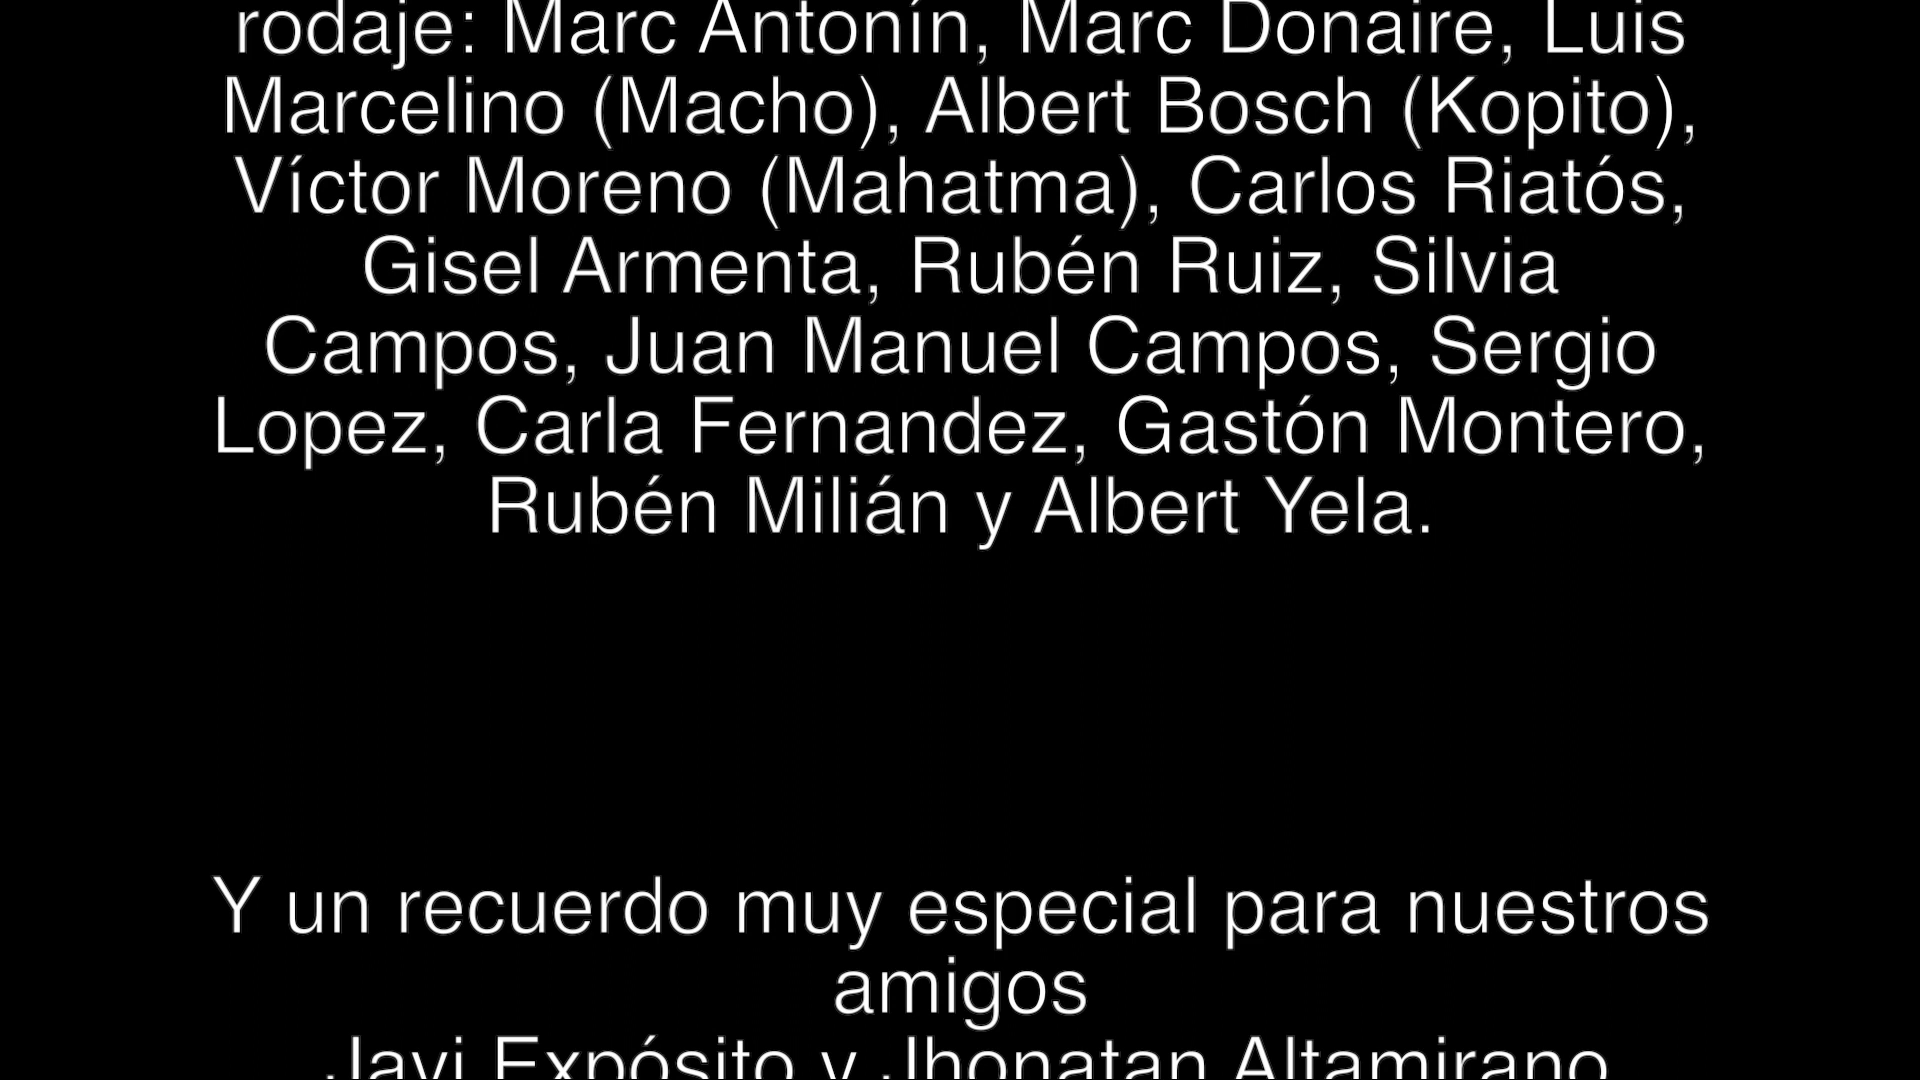 rodaje: Marc Antonín, Marc Donaire, Luis
Marcelino (Macho), Albert Bosch (Kopito),
Víctor Moreno (Mahatma), Carlos Riatós,
Gisel Armenta, Rubén Ruiz, Silvia
Campos, Juan Manuel Campos, Sergio
Lopez, Carla Fernandez, Gastón Montero,
Rubén Milián y Albert Yela.
Y un recuerdo muy especial para nuestros
amigos
Javi Expósito y Jhonatan Altamirano